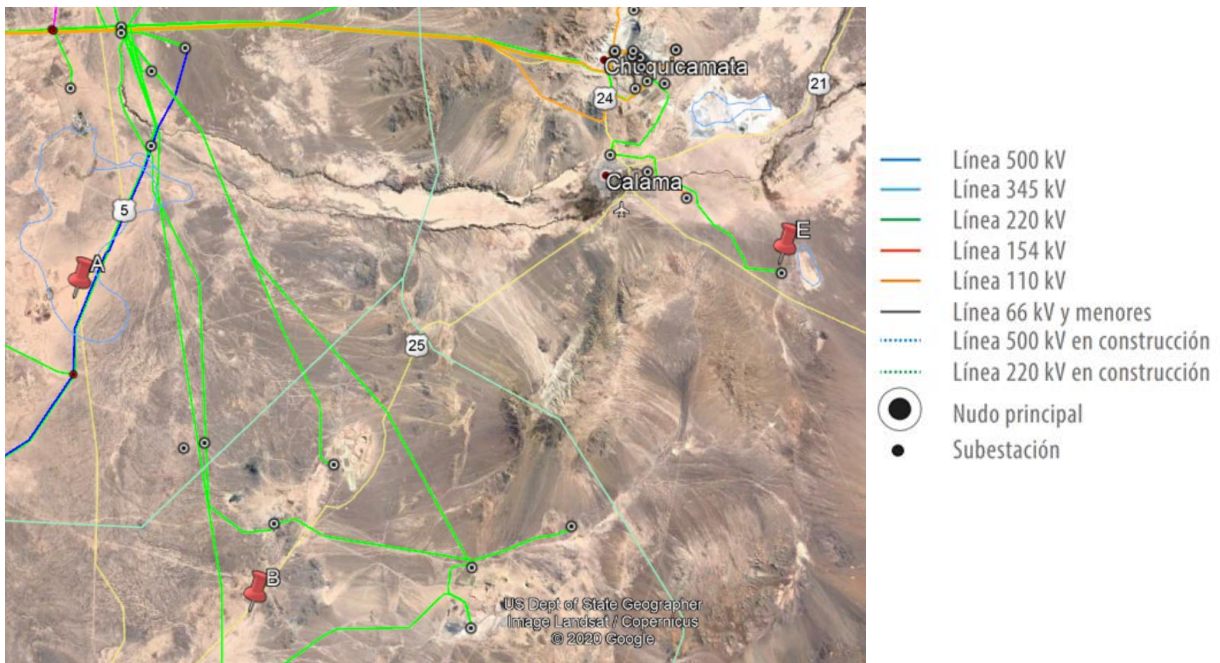 Chuquicamata
24
21
Calama
5
A
E
25
B
US Dept of State Geographer
Image Landsat / Copernicus
© 2020 Google
Línea 500 kV
Línea 345 kV
Línea 220 kV
Línea 154 kV
Línea 110 kV
Línea 66 kV y menores
Línea 500 kV en construcción
Línea 220 kV en construcción
Nudo principal
Subestación